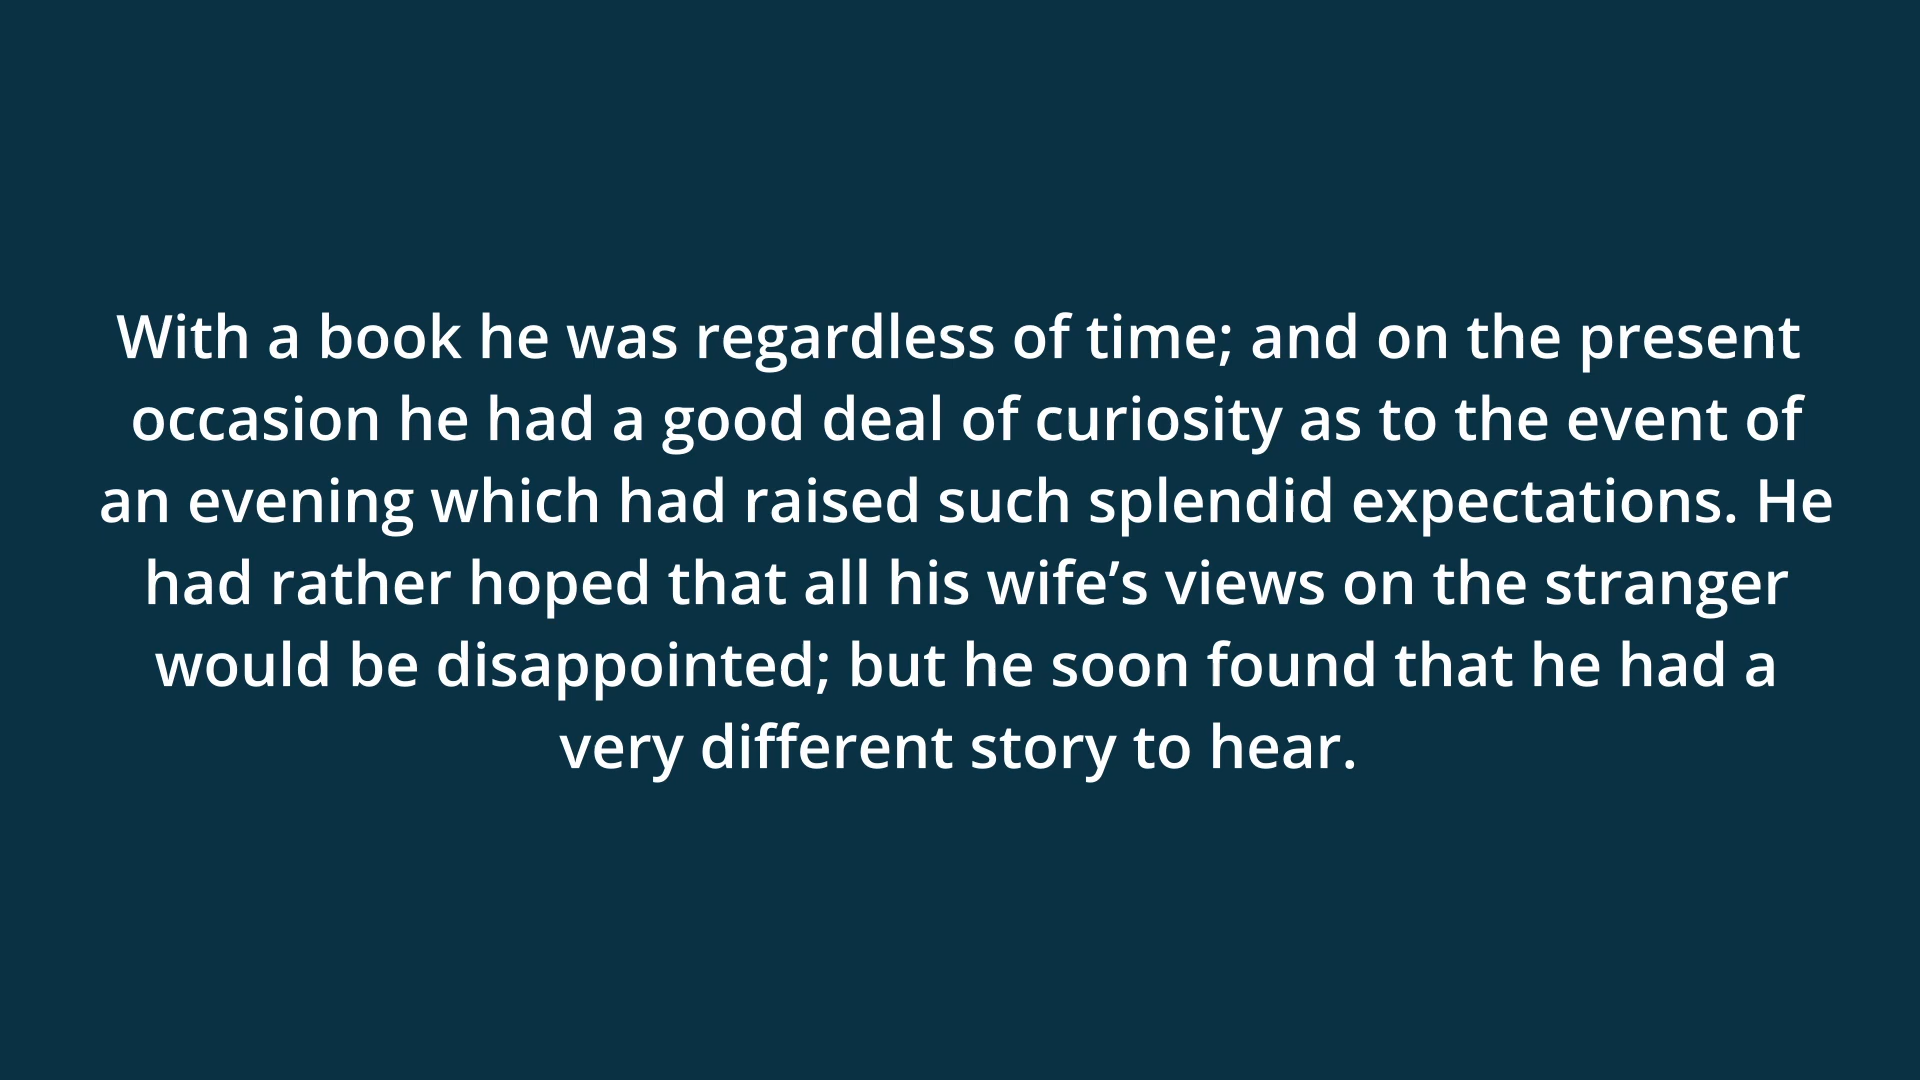 With a book he was regardless of time; and on the present
occasion he had a good deal of curiosity as to the event of
an evening which had raised such splendid expectations. He
had rather hoped that all his wife’s views on the stranger
would be disappointed; but he soon found that he had a
very different story to hear.